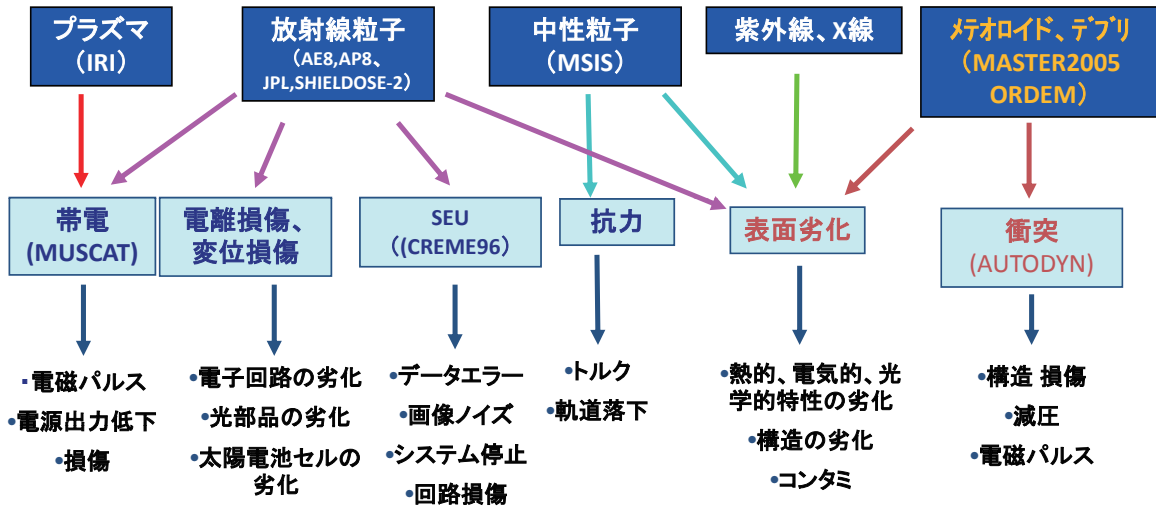 プラズマ
（IRI）
放射線粒子
（AE8,AP8、
JPL,SHIELDOSE-2）
中性粒子
（MSIS）
紫外線、X線
ﾒﾃオロイド、ﾃﾞブﾘ
（MASTER2005
ORDEM）
帯電
(MUSCAT)
電離損傷、
変位損傷
SEU
（(CREME96）
抗力
表面劣化
衝突
(AUTODYN)
・電磁パルス
•電源出力低下
•損傷
•電子回路の劣化
•光部品の劣化
•太陽電池セルの
劣化
•データエラー
•画像ノイズ
•システム停止
•回路損傷
•トルク
•軌道落下
•熱的、電気的、光
学的特性の劣化
•構造の劣化
•コンタミ
•構造 損傷
•減圧
•電磁パルス